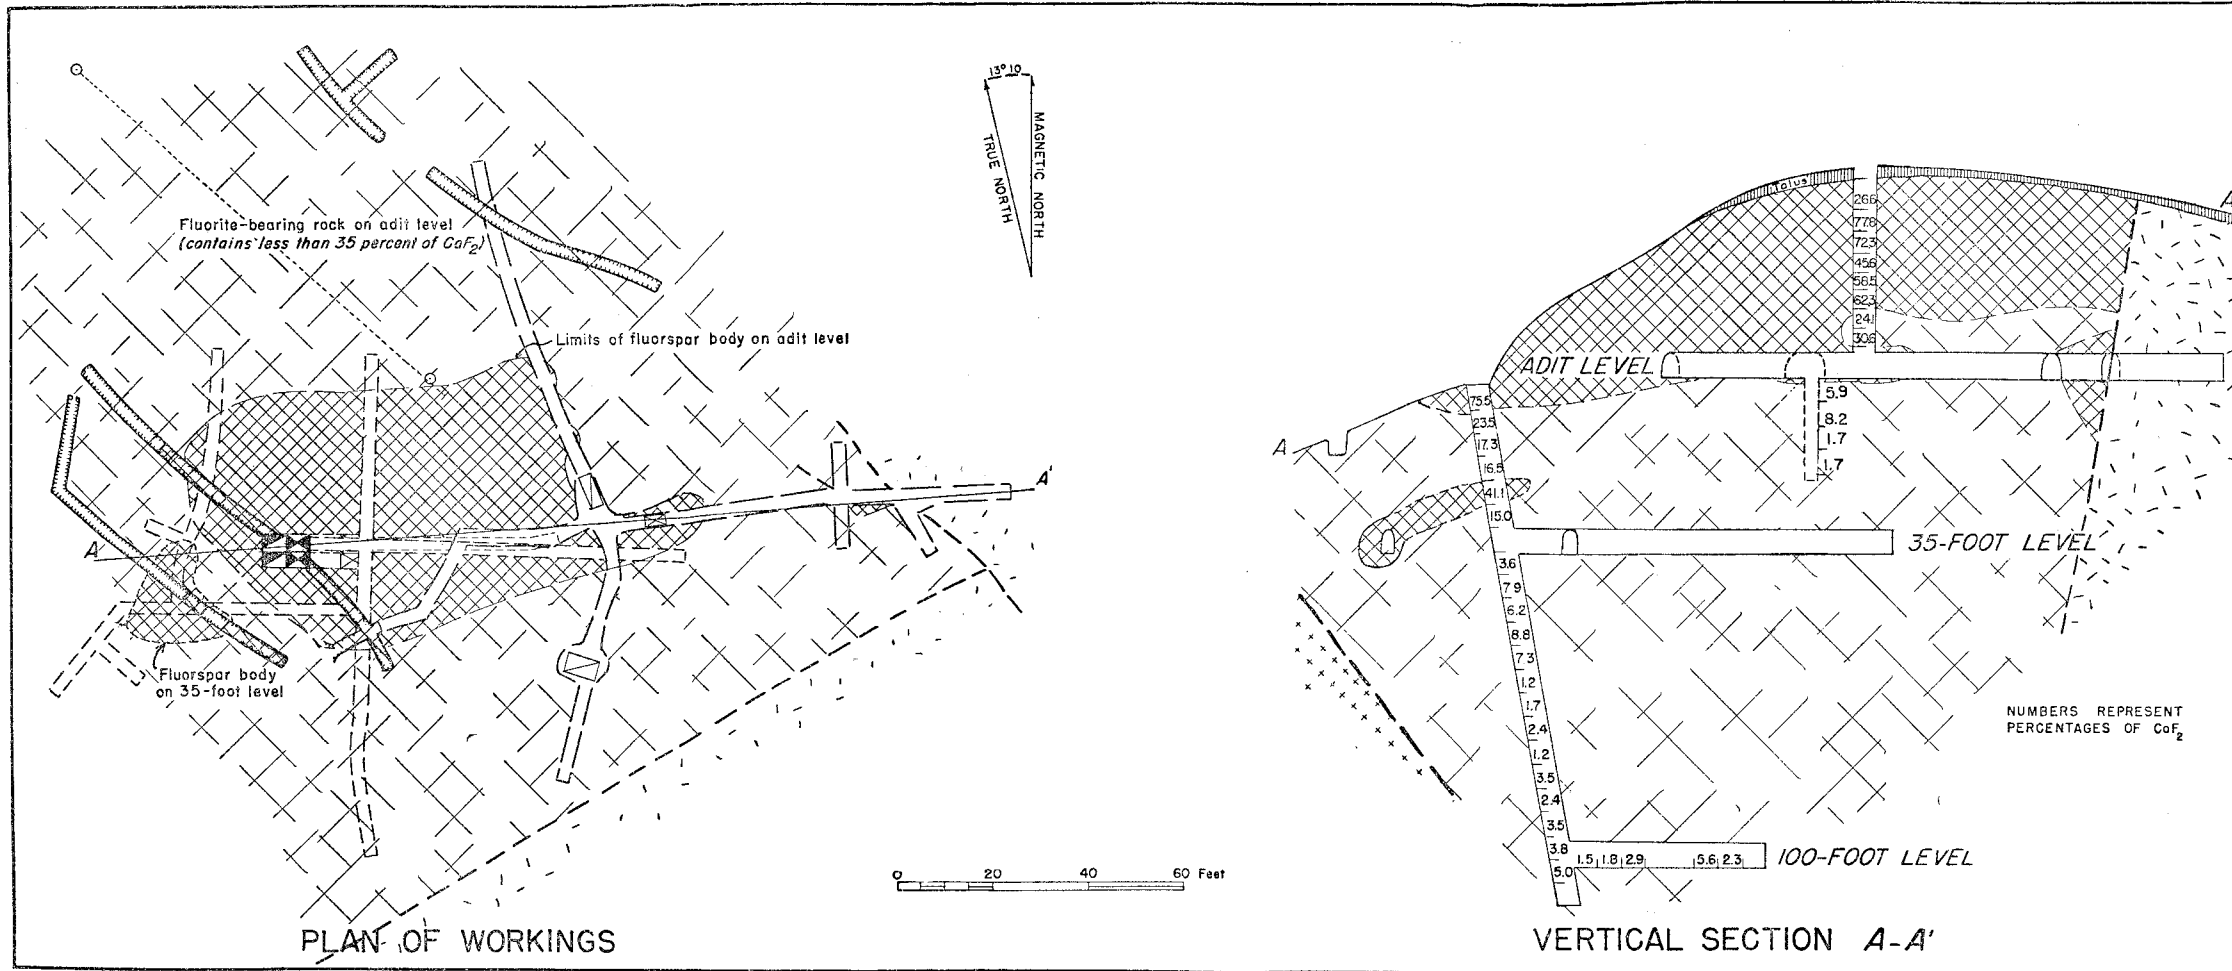 13° 10
MAGNETIC NORTH
TRUE NORTH
Fluorite-bearing rock on adit level
(contains less than 35 percent of CaF2)
Limits of fluorspar body on adit level
A
A'
Fluorspar body
on 35-foot level
0 20 40 60 Feet
PLAN OF WORKINGS
Talus
A
26.6
77.8
72.3
45.6
56.5
62.3
24.1
30.6
ADIT LEVEL
5.9
8.2
1.7
1.7
A
75.5
23.5
17.3
16.5
41.1
15.0
35-FOOT LEVEL
3.6
7.9
6.2
8.8
7.3
1.2
1.7
2.4
1.2
3.5
2.4
3.5
3.8
5.0
1.5 1.8 2.9 5.6 2.3
100-FOOT LEVEL
NUMBERS REPRESENT
PERCENTAGES OF CaF2
VERTICAL SECTION A-A'